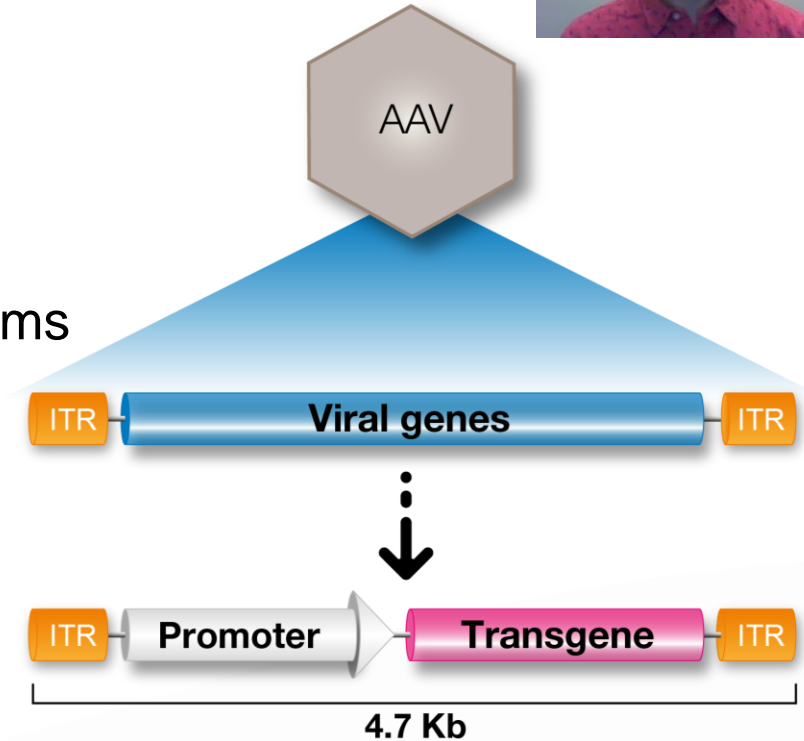 AAV
ms
ITR Viral genes ITR
ITR Promoter Transgene ITR
4.7 Kb